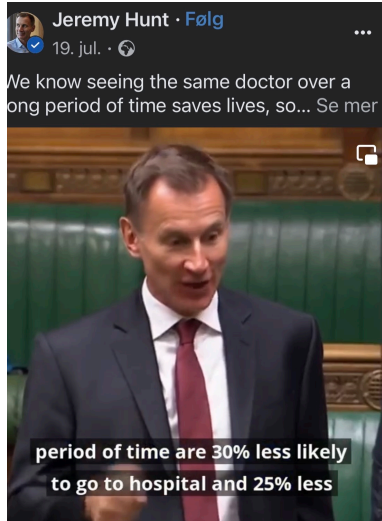 Jeremy Hunt · Følg
19. jul. ·
We know seeing the same doctor over a
ong period of time saves lives, so... Se mer
period of time are 30% less likely
to go to hospital and 25% less